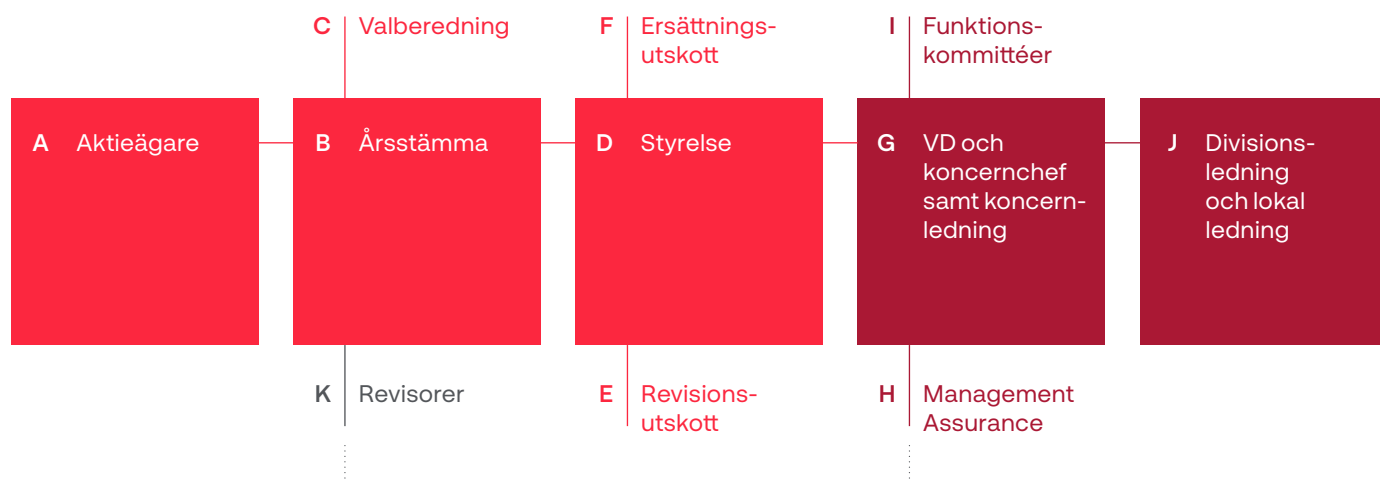 C Valberedning
F Ersättnings-
utskott
I Funktions-
kommittéer
A Aktieägare
B Årsstämma
D Styrelse
G VD och
koncernchef
samt koncern-
ledning
J Divisions-
ledning
och lokal
ledning
K Revisorer
E Revisions-
utskott
H Management
Assurance